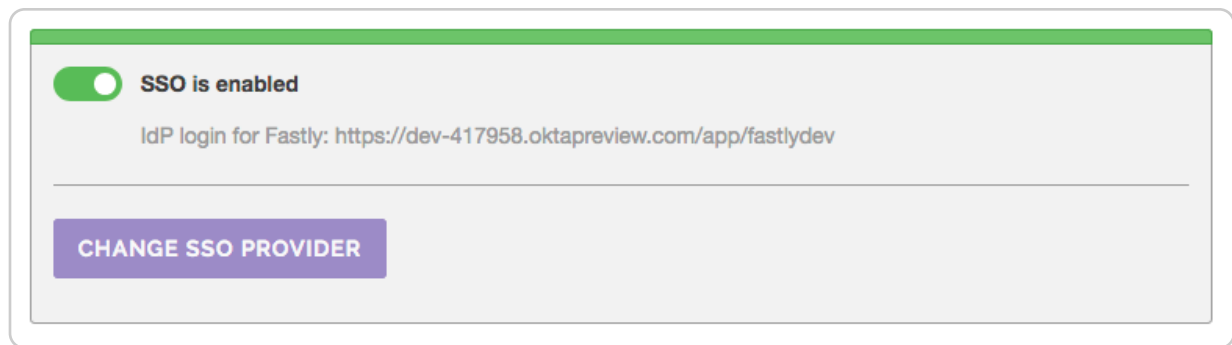 SSO is enabled
IdP login for Fastly: https://dev-417958.oktapreview.com/app/fastlydev
CHANGE SSO PROVIDER